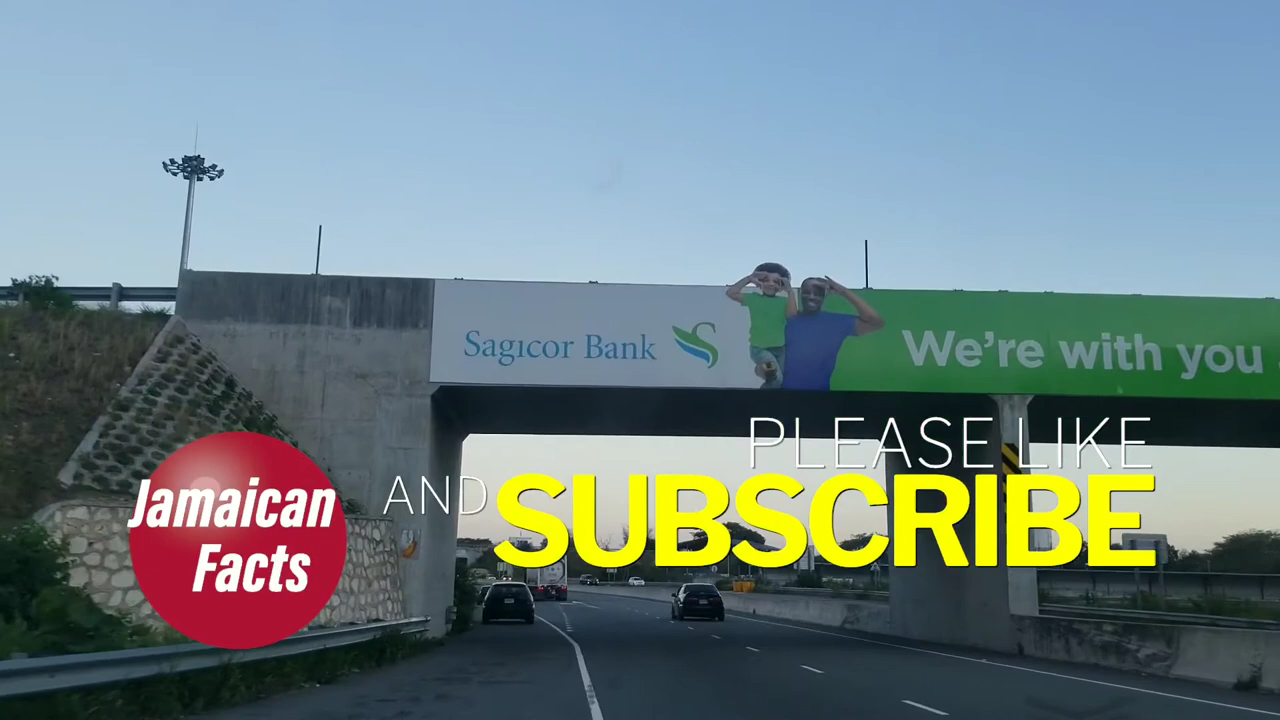 Sagicor Bank
We're with you
PLEASE LIKE
AND SUBSCRIBE
Jamaican
Facts